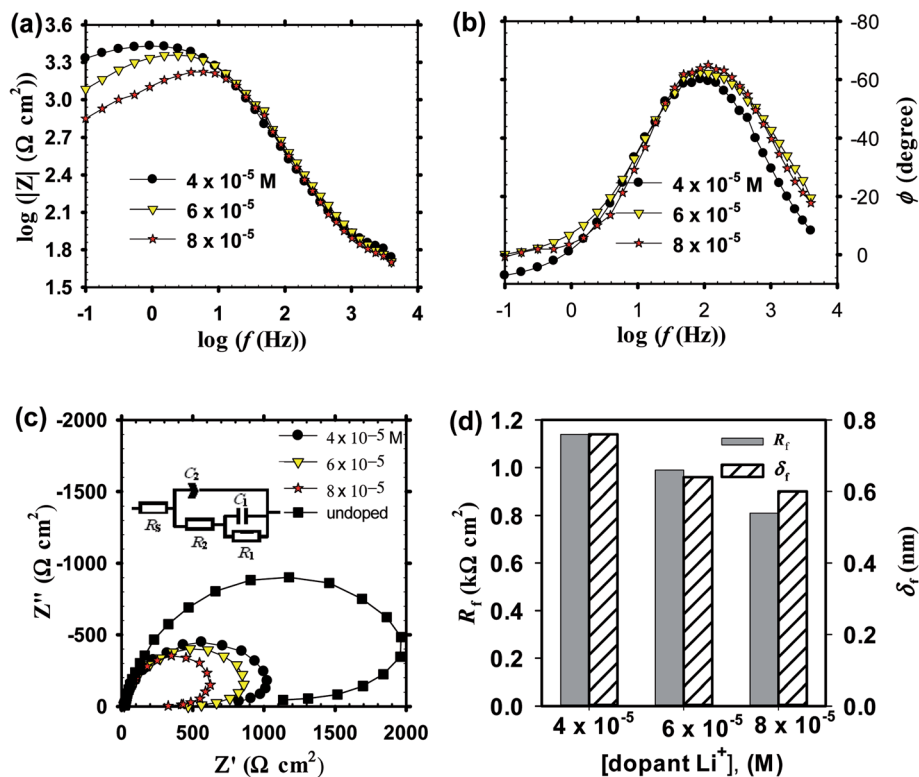 (a)
log (|Z| (Ω cm²))
3.6
3.3
3.0
2.7
2.4
2.1
1.8
1.5
4 x 10⁻⁵ M
6 x 10⁻⁵
8 x 10⁻⁵
-1 0 1 2 3 4
log (f (Hz))
(b)
-80
-60
-40
-20
0
ϕ (degree)
4 x 10⁻⁵ M
6 x 10⁻⁵
8 x 10⁻⁵
-1 0 1 2 3 4
log (f (Hz))
(c)
Z'' (Ω cm²)
-2000
-1500
-1000
-500
0
4 x 10⁻⁵ M
6 x 10⁻⁵
8 x 10⁻⁵
undoped
C₂
C₁
RS
R₂
R₁
0 500 1000 1500 2000
Z' (Ω cm²)
(d)
Rf (kΩ cm²)
1.2
1.0
0.8
0.6
0.4
0.2
0.0
Rf
δf
0.8
0.6
0.4
0.2
0.0
δf (nm)
4 x 10⁻⁵ 6 x 10⁻⁵ 8 x 10⁻⁵
[dopant Li⁺], (M)